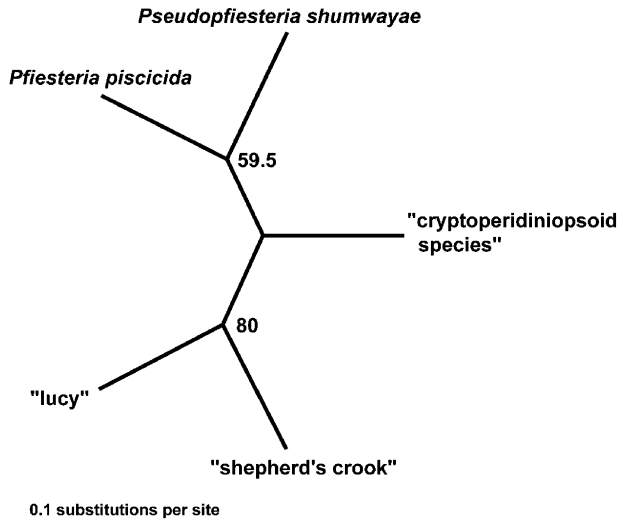 Pseudopfiesteria shumwayae
Pfiesteria piscicida
59.5
"cryptoperidiniopsoid
species"
80
"lucy"
"shepherd's crook"
0.1 substitutions per site